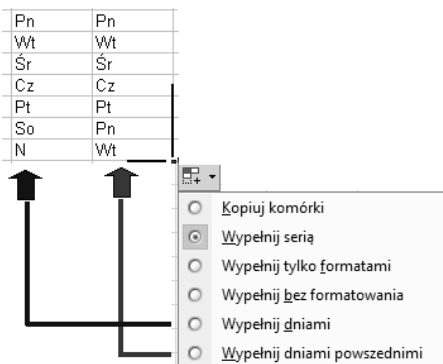 Pn Pn
Wt Wt
Śr Śr
Cz Cz
Pt Pt
So Pn
N Wt
Kopiuj komórki
Wypełnij serią
Wypełnij tylko formatami
Wypełnij bez formatowania
Wypełnij dniami
Wypełnij dniami powszednimi